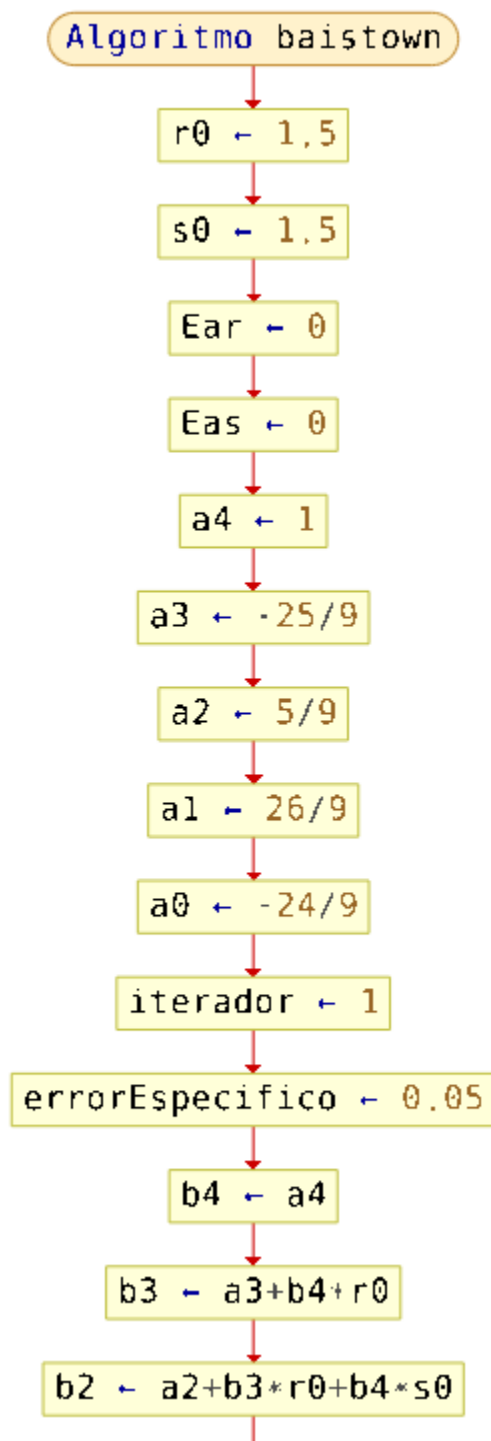 Algoritmo baistown
r0 ← 1.5
s0 ← 1.5
Ear ← 0
Eas ← 0
a4 ← 1
a3 ← -25/9
a2 ← 5/9
a1 ← 26/9
a0 ← -24/9
iterador ← 1
errorEspecifico ← 0.05
b4 ← a4
b3 ← a3+b4+r0
b2 ← a2+b3*r0+b4*s0